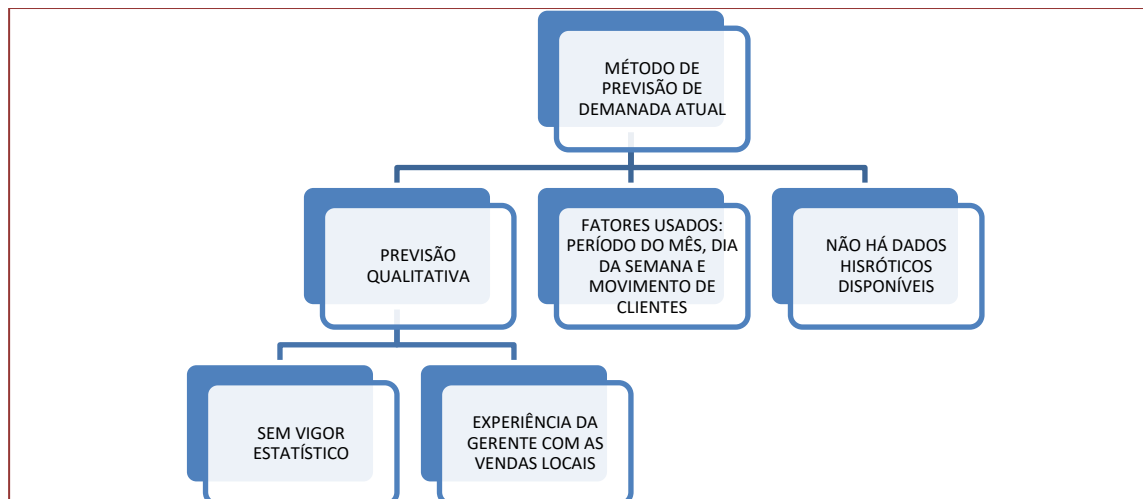 MÉTODO DE
PREVISÃO DE
DEMANADA ATUAL
PREVISÃO
QUALITATIVA
FATORES USADOS:
PERÍODO DO MÊS, DIA
DA SEMANA E
MOVIMENTO DE
CLIENTES
NÃO HÁ DADOS
HISRÓTICOS
DISPONÍVEIS
SEM VIGOR
ESTATÍSTICO
EXPERIÊNCIA DA
GERENTE COM AS
VENDAS LOCAIS